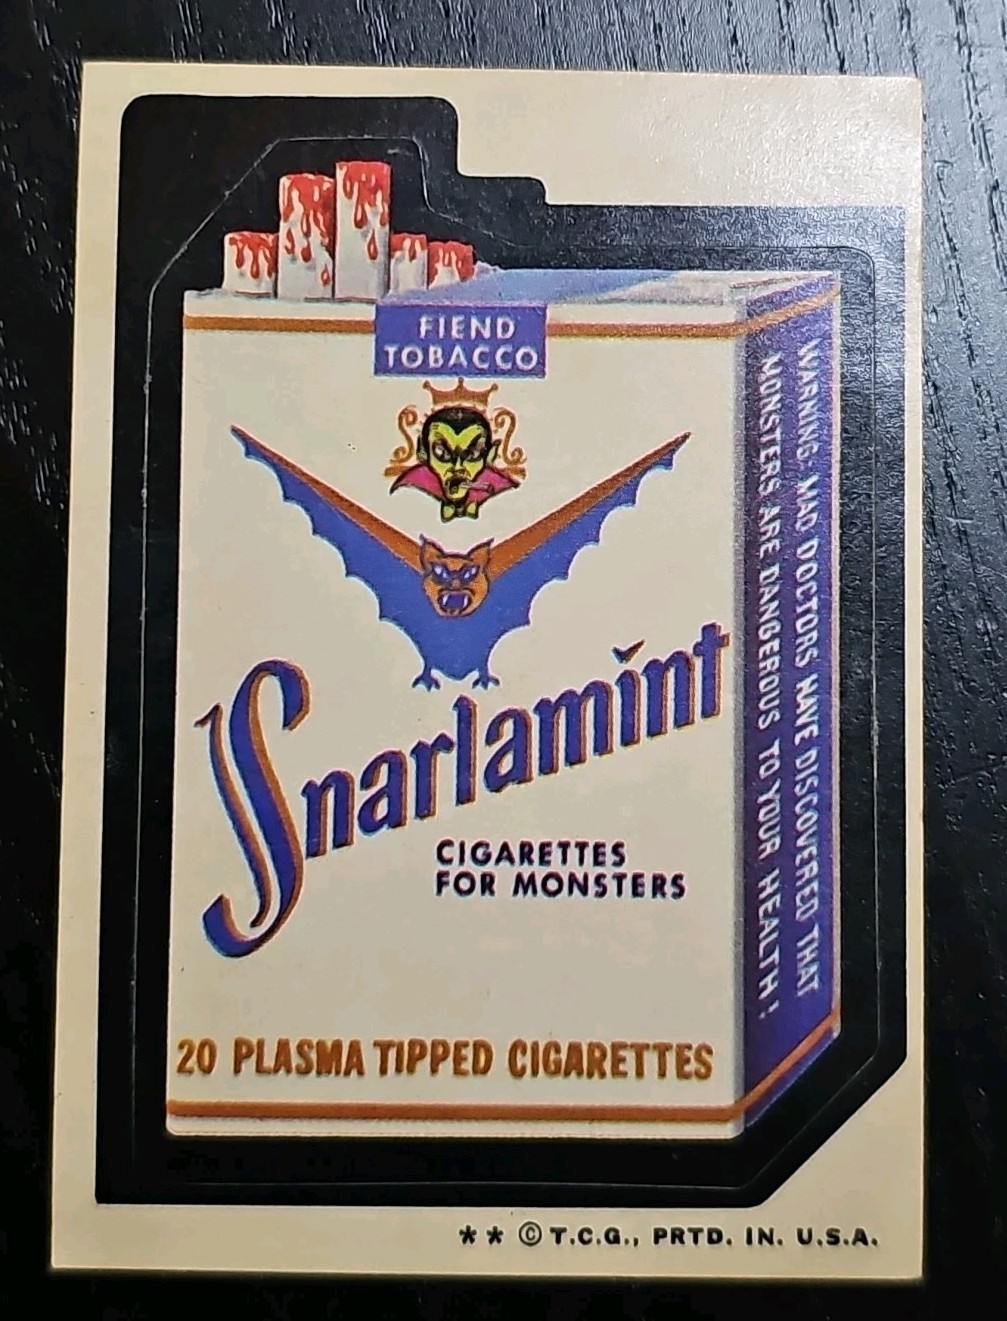 FIEND
TOBACCO
Snarlamint
CIGARETTES
FOR MONSTERS
20 PLASMA TIPPED CIGARETTES
WARNING: MAD DOCTORS HAVE DISCOVERED THAT
MONSTERS ARE DANGEROUS TO YOUR HEALTH!
** © T.C.G., PRTD. IN. U.S.A.